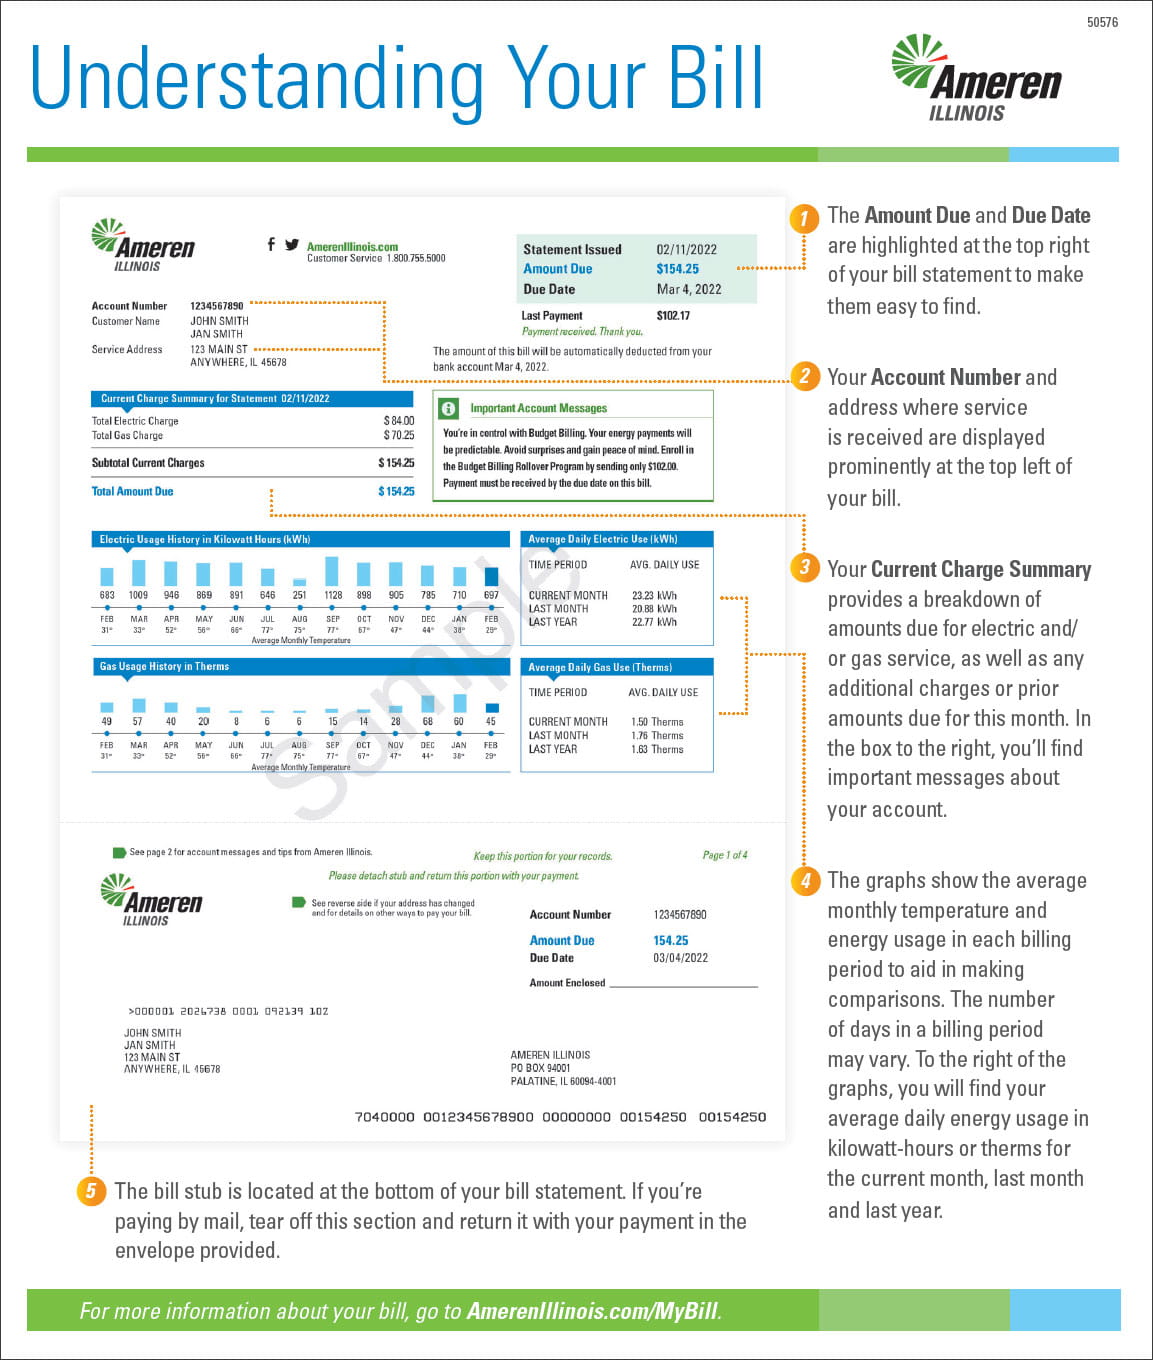 50576
Understanding Your Bill
Ameren
ILLINOIS
Ameren
ILLINOIS
AmerenIllinois.com
Customer Service 1.800.755.5000
Statement Issued 02/11/2022
Amount Due $154.25
Due Date Mar 4, 2022
Last Payment $102.17
Payment received. Thank you.
The amount of this bill will be automatically deducted from your
bank account Mar 4, 2022.
Account Number 1234567890
Customer Name JOHN SMITH
JAN SMITH
Service Address 123 MAIN ST
ANYWHERE, IL 45678
Current Charge Summary for Statement 02/11/2022
Total Electric Charge $ 84.00
Total Gas Charge $ 70.25
Subtotal Current Charges $ 154.25
Total Amount Due $ 154.25
Important Account Messages
You're in control with Budget Billing. Your energy payments will
be predictable. Avoid surprises and gain peace of mind. Enroll in
the Budget Billing Rollover Program by sending only $102.00.
Payment must be received by the due date on this bill.
Electric Usage History in Kilowatt Hours (kWh)
683 1009 946 869 891 646 251 1128 898 905 785 710 697
FEB MAR APR MAY JUN JUL AUG SEP OCT NOV DEC JAN FEB
31° 33° 52° 56° 66° 77° 75° 77° 67° 47° 44° 38° 29°
Average Monthly Temperature
Average Daily Electric Use (kWh)
TIME PERIOD AVG. DAILY USE
CURRENT MONTH 23.23 kWh
LAST MONTH 20.88 kWh
LAST YEAR 22.77 kWh
Gas Usage History in Therms
49 57 40 20 8 6 6 15 14 28 68 60 45
FEB MAR APR MAY JUN JUL AUG SEP OCT NOV DEC JAN FEB
31° 33° 52° 56° 66° 77° 75° 77° 67° 47° 44° 38° 29°
Average Monthly Temperature
Average Daily Gas Use (Therms)
TIME PERIOD AVG. DAILY USE
CURRENT MONTH 1.50 Therms
LAST MONTH 1.76 Therms
LAST YEAR 1.63 Therms
Sample
See page 2 for account messages and tips from Ameren Illinois.
Keep this portion for your records.
Page 1 of 4
Please detach stub and return this portion with your payment.
Ameren
ILLINOIS
See reverse side if your address has changed
and for details on other ways to pay your bill.
Account Number 1234567890
Amount Due 154.25
Due Date 03/04/2022
Amount Enclosed
>000001 2026738 0001 092139 10Z
JOHN SMITH
JAN SMITH
123 MAIN ST
ANYWHERE, IL 45678
AMEREN ILLINOIS
PO BOX 94001
PALATINE, IL 60094-4001
7040000 0012345678900 00000000 00154250 00154250
1 The Amount Due and Due Date
are highlighted at the top right
of your bill statement to make
them easy to find.
2 Your Account Number and
address where service
is received are displayed
prominently at the top left of
your bill.
3 Your Current Charge Summary
provides a breakdown of
amounts due for electric and/
or gas service, as well as any
additional charges or prior
amounts due for this month. In
the box to the right, you'll find
important messages about
your account.
4 The graphs show the average
monthly temperature and
energy usage in each billing
period to aid in making
comparisons. The number
of days in a billing period
may vary. To the right of the
graphs, you will find your
average daily energy usage in
kilowatt-hours or therms for
the current month, last month
and last year.
5 The bill stub is located at the bottom of your bill statement. If you're
paying by mail, tear off this section and return it with your payment in the
envelope provided.
For more information about your bill, go to AmerenIllinois.com/MyBill.